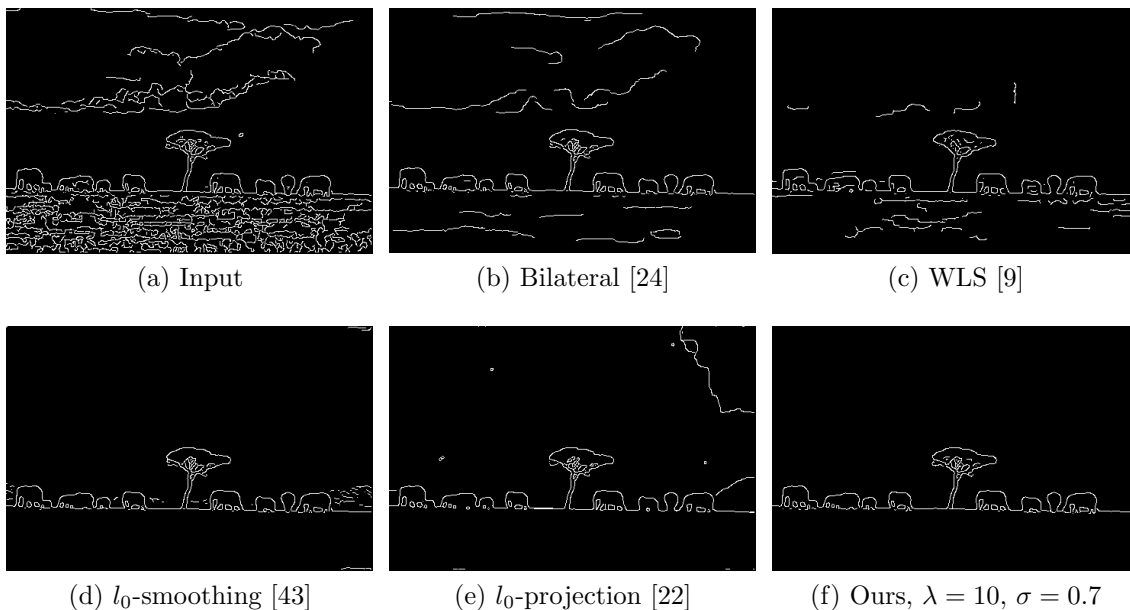 (a) Input
(b) Bilateral [24]
(c) WLS [9]
(d) l₀-smoothing [43]
(e) l₀-projection [22]
(f) Ours, λ = 10, σ = 0.7